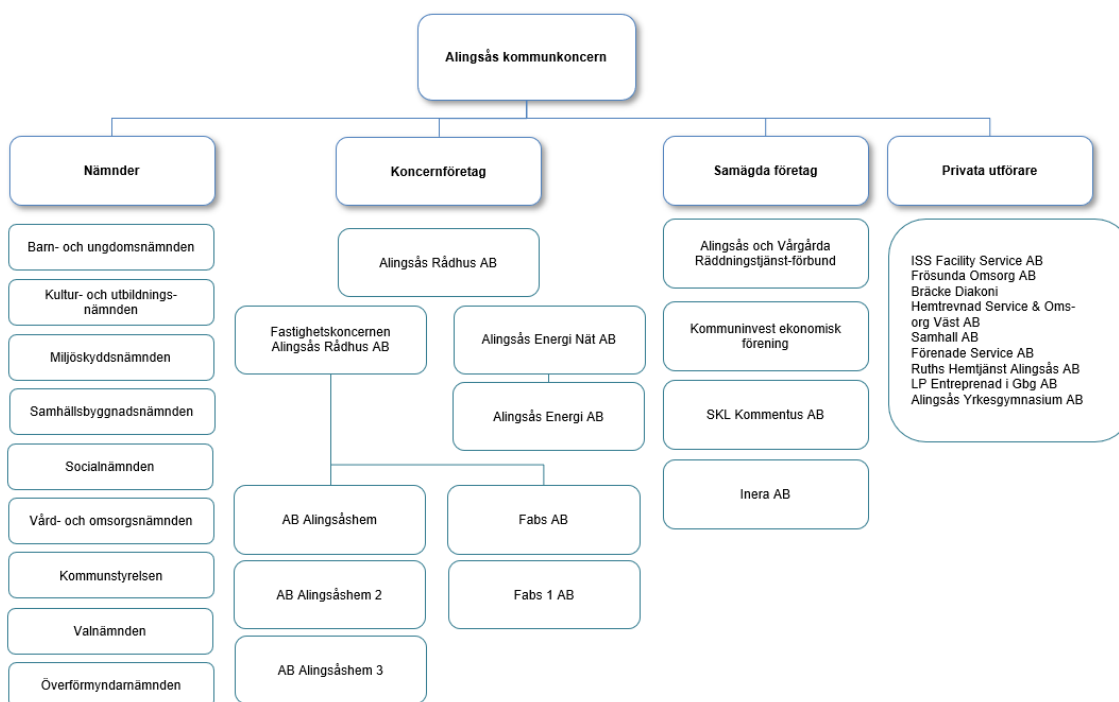 Alingsås kommunkoncern
Nämnder
Koncernföretag
Samägda företag
Privata utförare
Barn- och ungdomsnämnden
Kultur- och utbildnings-
nämnden
Miljöskyddsnämnden
Samhällsbyggnadsnämnden
Socialnämnden
Vård- och omsorgsnämnden
Kommunstyrelsen
Valnämnden
Överförmyndarnämnden
Alingsås Rådhus AB
Fastighetskoncernen
Alingsås Rådhus AB
Alingsås Energi Nät AB
Alingsås Energi AB
AB Alingsåshem
Fabs AB
AB Alingsåshem 2
Fabs 1 AB
AB Alingsåshem 3
Alingsås och Vårgårda
Räddningstjänst-förbund
Kommuninvest ekonomisk
förening
SKL Kommentus AB
Inera AB
ISS Facility Service AB
Frösunda Omsorg AB
Bräcke Diakoni
Hemtrevnad Service & Oms-
org Väst AB
Samhall AB
Förenade Service AB
Ruths Hemtjänst Alingsås AB
LP Entreprenad i Gbg AB
Alingsås Yrkesgymnasium AB